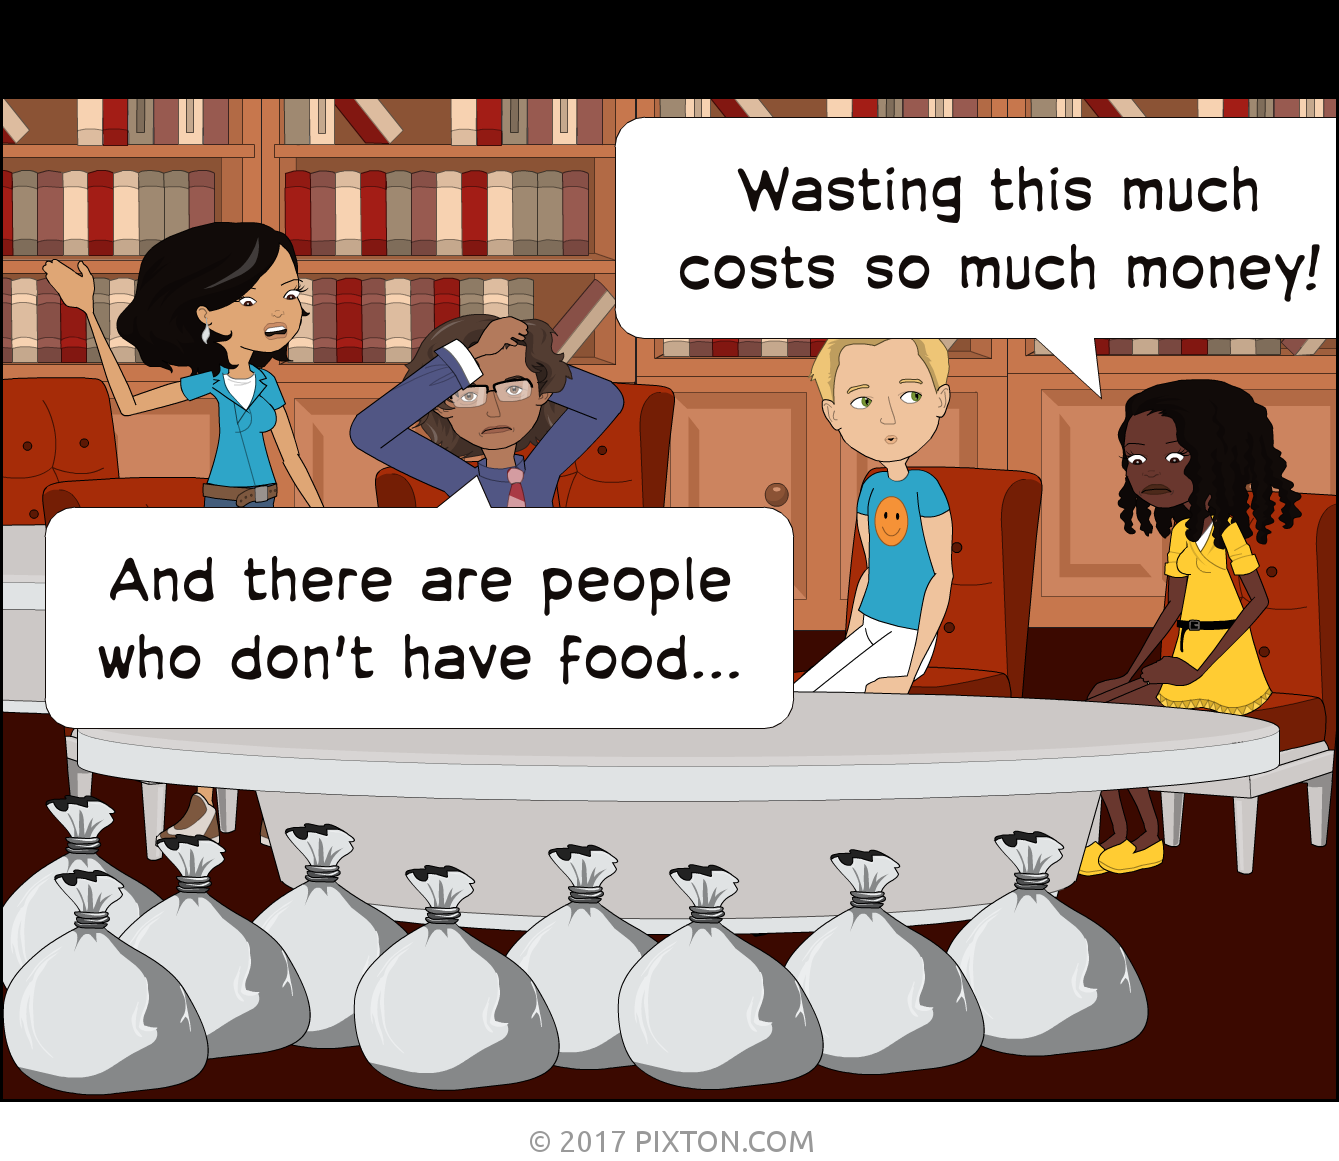 Wasting this much
costs so much money!
And there are people
who don't have food...
© 2017 PIXTON.COM